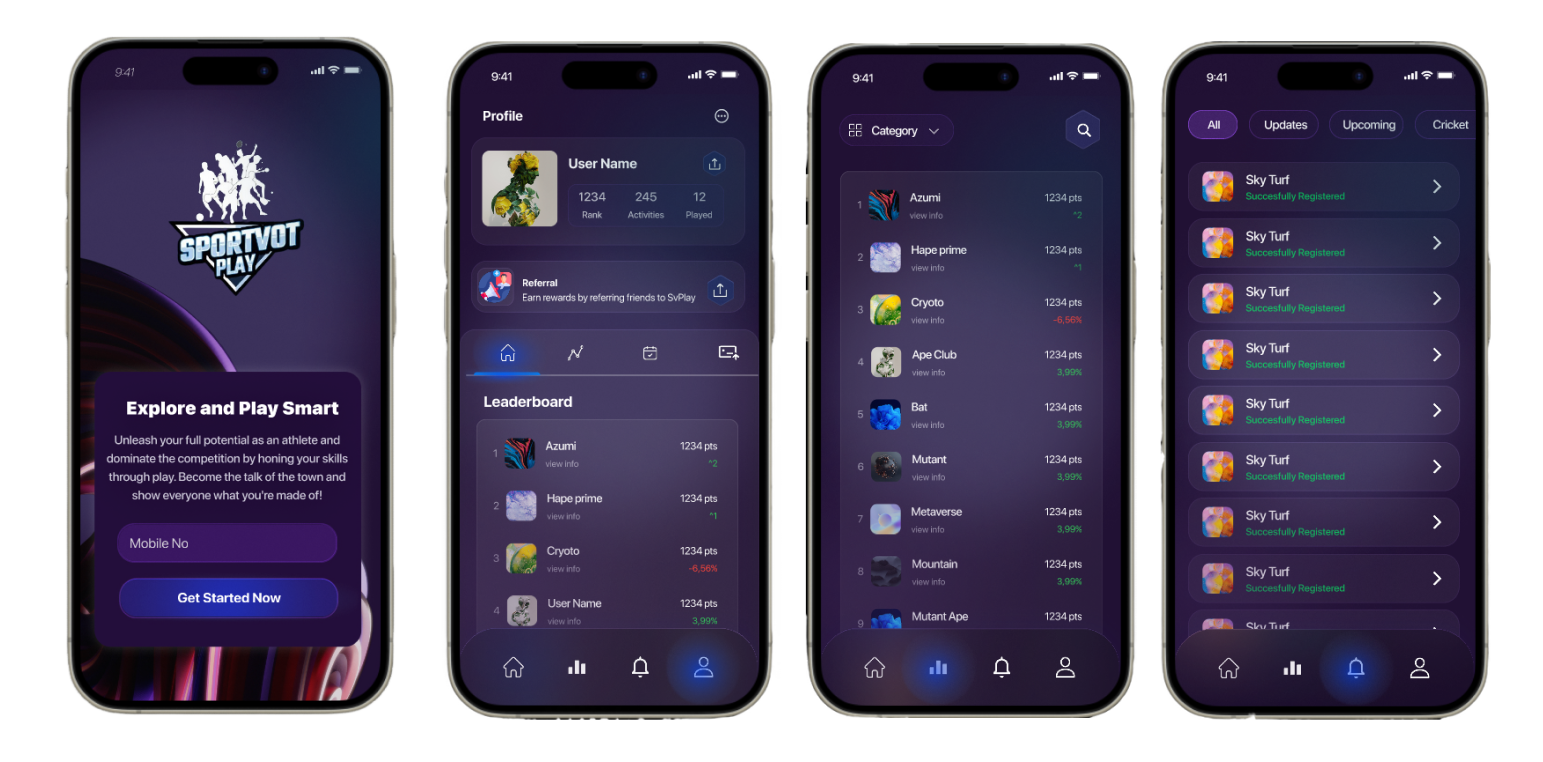 9:41
SPORTVOT
PLAY
Explore and Play Smart
Unleash your full potential as an athlete and
dominate the competition by honing your skills
through play. Become the talk of the town and
show everyone what you're made of!
Mobile No
Get Started Now
9:41
Profile
User Name
1234 245 12
Rank Activities Played
Referral
Earn rewards by referring friends to SvPlay
Leaderboard
1 Azumi 1234 pts
view info ^2
2 Hape prime 1234 pts
view info ^1
3 Cryoto 1234 pts
view info -6,56%
4 User Name 1234 pts
view info 3,99%
9:41
Category
1 Azumi 1234 pts
view info ^2
2 Hape prime 1234 pts
view info ^1
3 Cryoto 1234 pts
view info -6,56%
4 Ape Club 1234 pts
view info 3,99%
5 Bat 1234 pts
view info 3,99%
6 Mutant 1234 pts
view info 3,99%
7 Metaverse 1234 pts
view info 3,99%
8 Mountain 1234 pts
view info 3,99%
9 Mutant Ape 1234 pts
9:41
All Updates Upcoming Cricket
Sky Turf
Succesfully Registered
Sky Turf
Succesfully Registered
Sky Turf
Succesfully Registered
Sky Turf
Succesfully Registered
Sky Turf
Succesfully Registered
Sky Turf
Succesfully Registered
Sky Turf
Succesfully Registered
Sky Turf
Succesfully Registered
Sky Turf